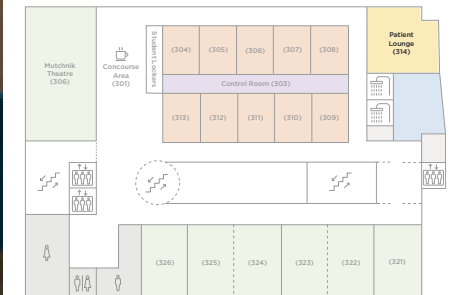 Mutchnik
Theatre
(306)
Concourse
Area
(301)
Student Lockers
(304)
(305)
(306)
(307)
(308)
Control Room (303)
(313)
(312)
(311)
(310)
(309)
Patient
Lounge
(314)
(326)
(325)
(324)
(323)
(322)
(321)